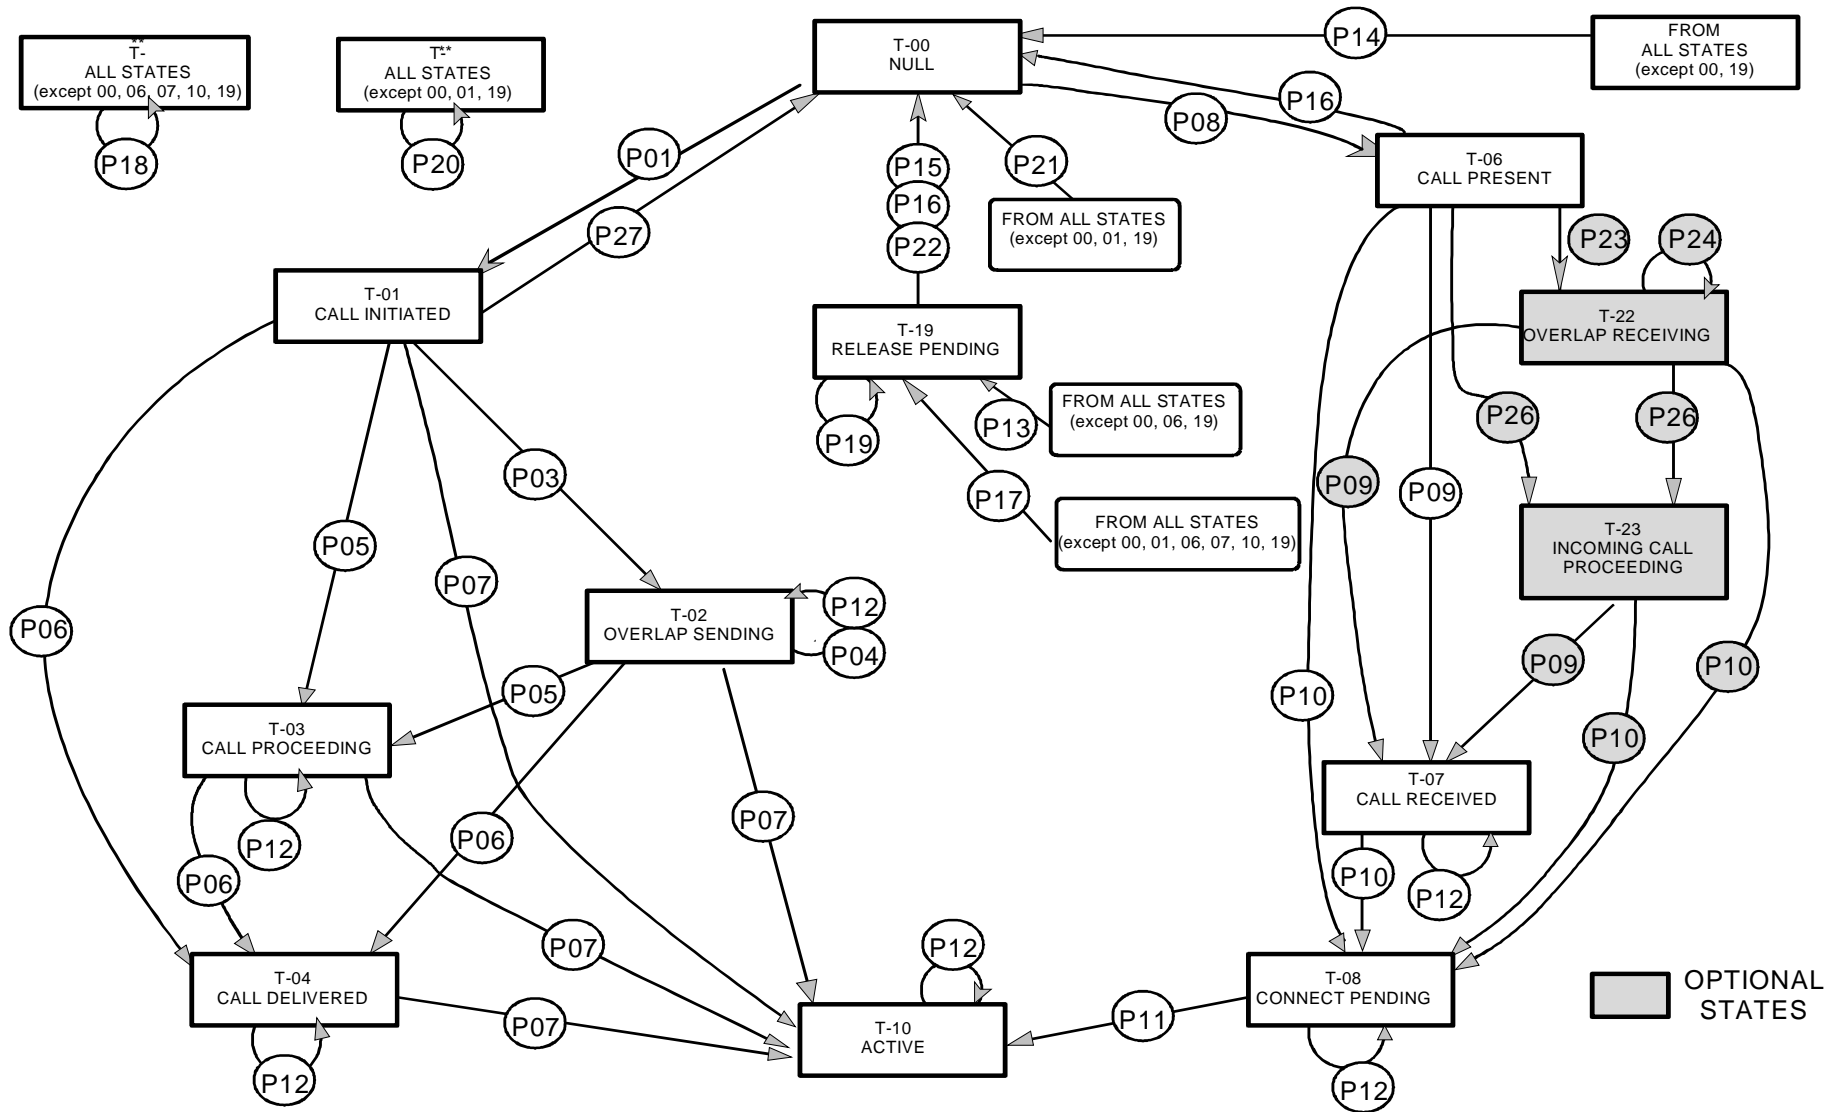 **
T-
ALL STATES
(except 00, 06, 07, 10, 19)
P18
T-**
ALL STATES
(except 00, 01, 19)
P20
T-00
NULL
P14
FROM
ALL STATES
(except 00, 19)
P16
P08
P01
P27
P15
P16
P22
P21
FROM ALL STATES
(except 00, 01, 19)
T-06
CALL PRESENT
P23
P24
T-01
CALL INITIATED
T-19
RELEASE PENDING
T-22
OVERLAP RECEIVING
P19
P13
FROM ALL STATES
(except 00, 06, 19)
P17
FROM ALL STATES
(except 00, 01, 06, 07, 10, 19)
P26
P26
P09
P09
P03
P05
P07
P06
T-23
INCOMING CALL
PROCEEDING
T-02
OVERLAP SENDING
P12
P04
P05
P09
P10
P10
P10
T-03
CALL PROCEEDING
P12
P06
P06
P07
T-07
CALL RECEIVED
P10
P12
P07
P12
T-04
CALL DELIVERED
P07
P12
T-10
ACTIVE
P11
T-08
CONNECT PENDING
P12
OPTIONAL
STATES